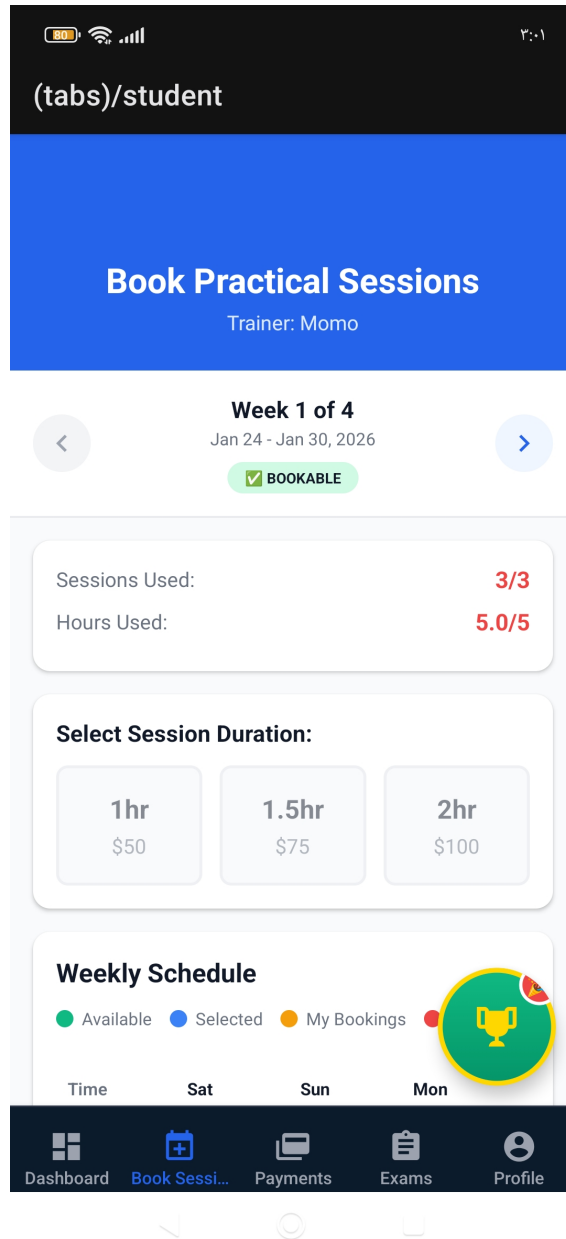 80 ٣:٠١
(tabs)/student
Book Practical Sessions
Trainer: Momo
Week 1 of 4
Jan 24 - Jan 30, 2026
✅ BOOKABLE
Sessions Used: 3/3
Hours Used: 5.0/5
Select Session Duration:
1hr 1.5hr 2hr
$50 $75 $100
Weekly Schedule
Available Selected My Bookings
Time Sat Sun Mon
Dashboard Book Sessi... Payments Exams Profile